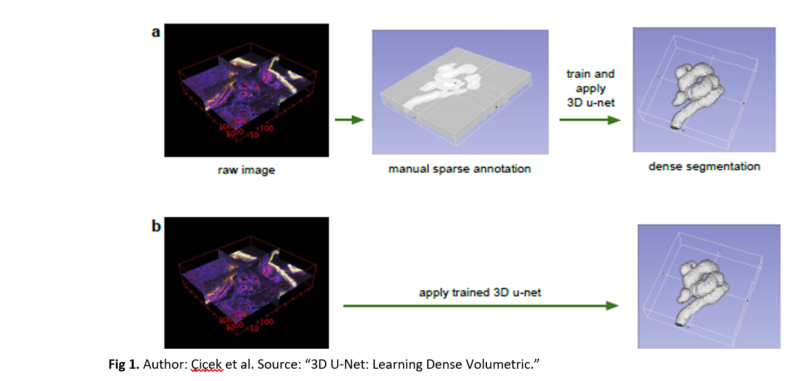 a
train and
apply
3D u-net
raw image
manual sparse annotation
dense segmentation
b
apply trained 3D u-net
Fig 1. Author: Çiçek et al. Source: “3D U-Net: Learning Dense Volumetric.”